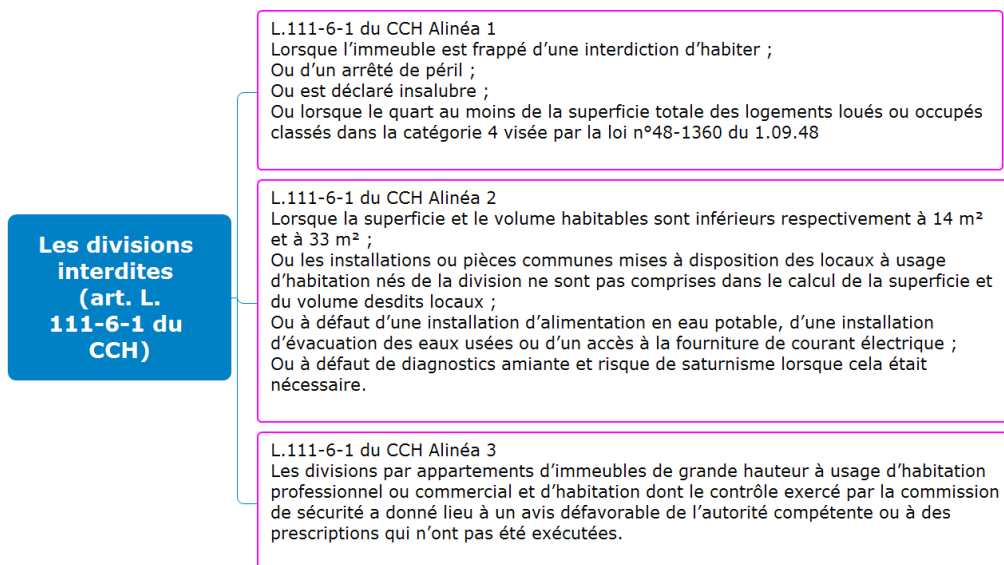 Les divisions
interdites
(art. L.
111-6-1 du
CCH)
L.111-6-1 du CCH Alinéa 1
Lorsque l’immeuble est frappé d’une interdiction d’habiter ;
Ou d’un arrêté de péril ;
Ou est déclaré insalubre ;
Ou lorsque le quart au moins de la superficie totale des logements loués ou occupés
classés dans la catégorie 4 visée par la loi n°48-1360 du 1.09.48
L.111-6-1 du CCH Alinéa 2
Lorsque la superficie et le volume habitables sont inférieurs respectivement à 14 m²
et à 33 m² ;
Ou les installations ou pièces communes mises à disposition des locaux à usage
d’habitation nés de la division ne sont pas comprises dans le calcul de la superficie et
du volume desdits locaux ;
Ou à défaut d’une installation d’alimentation en eau potable, d’une installation
d’évacuation des eaux usées ou d’un accès à la fourniture de courant électrique ;
Ou à défaut de diagnostics amiante et risque de saturnisme lorsque cela était
nécessaire.
L.111-6-1 du CCH Alinéa 3
Les divisions par appartements d’immeubles de grande hauteur à usage d’habitation
professionnel ou commercial et d’habitation dont le contrôle exercé par la commission
de sécurité a donné lieu à un avis défavorable de l’autorité compétente ou à des
prescriptions qui n’ont pas été exécutées.